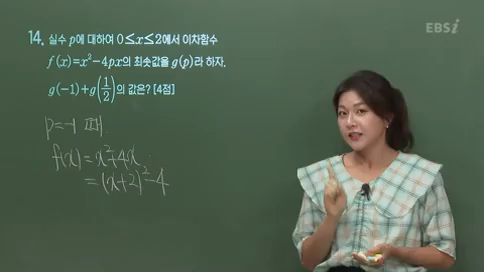 EBSi
14. 실수 p에 대하여 0≤x≤2에서 이차함수
f(x)=x²-4px의 최솟값을 g(p)라 하자.
g(-1)+g(1/2)의 값은? [4점]
p=-1 때
f(x)=x²+4x
=(x+2)²-4